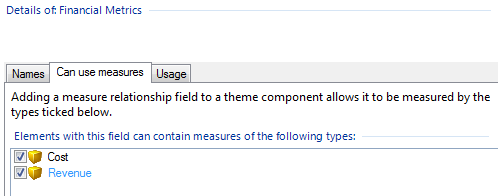 Details of: Financial Metrics
Names Can use measures Usage
Adding a measure relationship field to a theme component allows it to be measured by the
types ticked below.
Elements with this field can contain measures of the following types:
Cost
Revenue